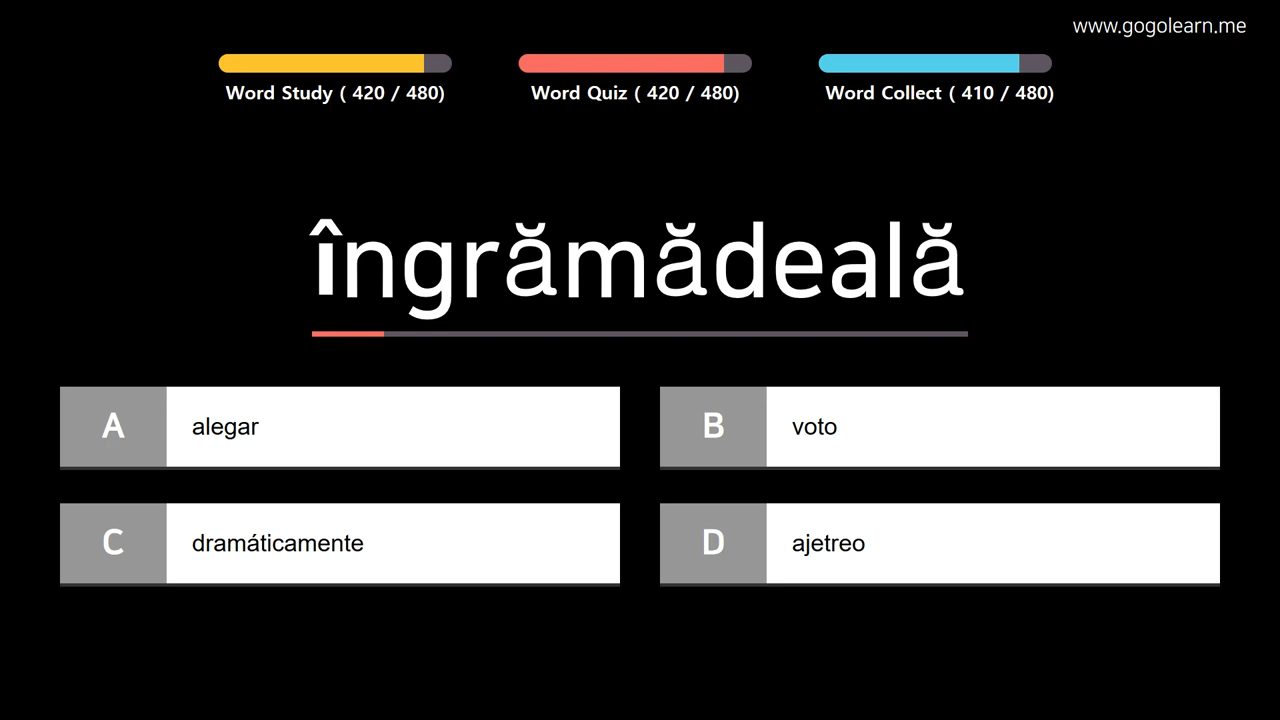 www.gogolearn.me
Word Study ( 420 / 480)
Word Quiz ( 420 / 480)
Word Collect ( 410 / 480)
îngrămădeală
A alegar
B voto
C dramáticamente
D ajetreo